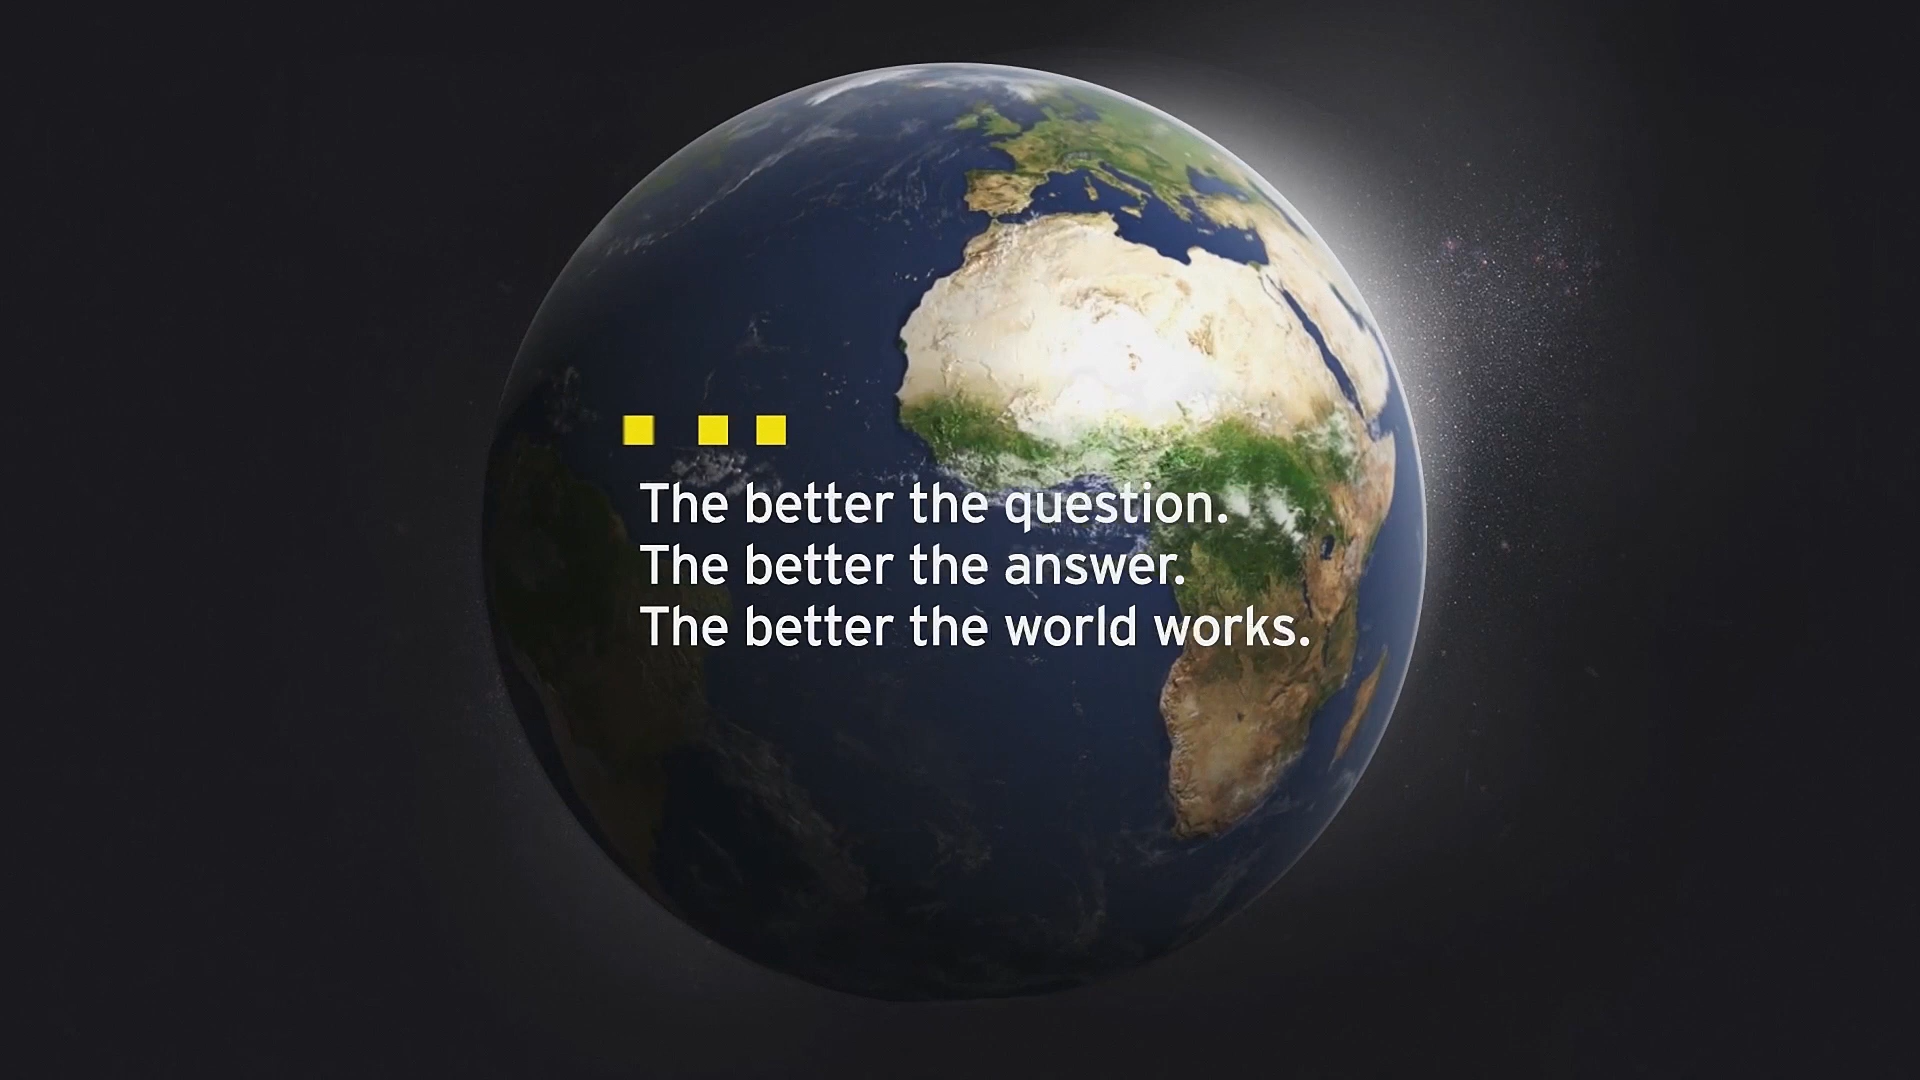 The better the question.
The better the answer.
The better the world works.